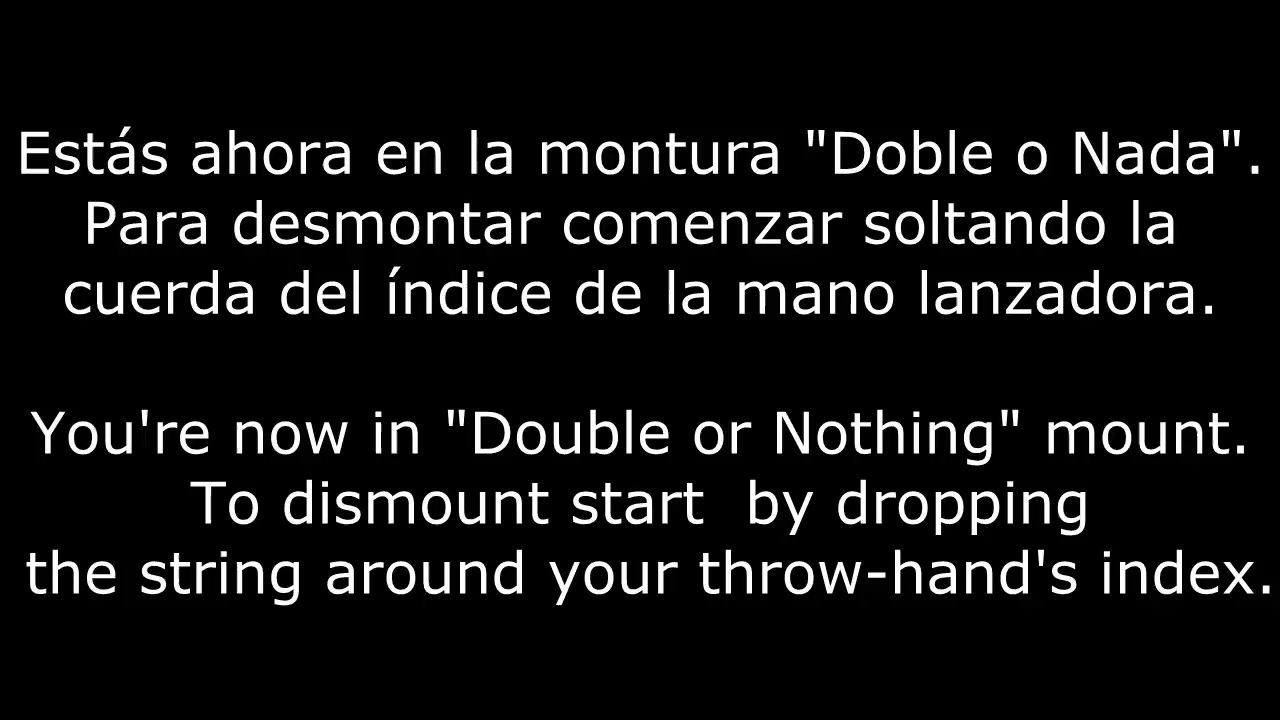 Estás ahora en la montura "Doble o Nada".
Para desmontar comenzar soltando la
cuerda del índice de la mano lanzadora.
You're now in "Double or Nothing" mount.
To dismount start  by dropping
the string around your throw-hand's index.